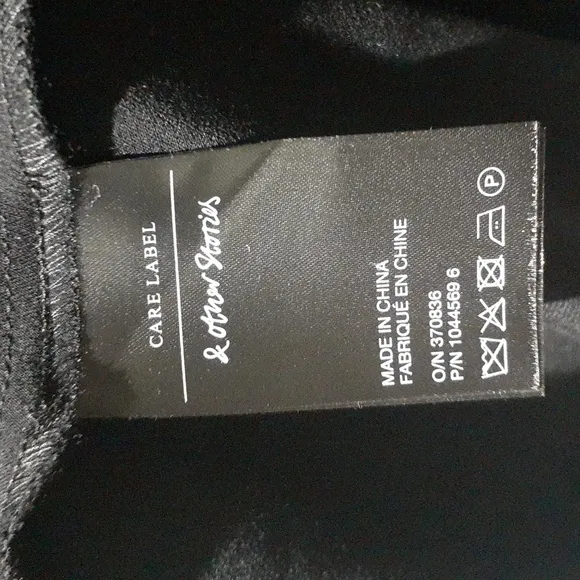 CARE LABEL
& Other Stories
MADE IN CHINA
FABRIQUÉ EN CHINE
O/N 370836
P/N 1044569 6
P